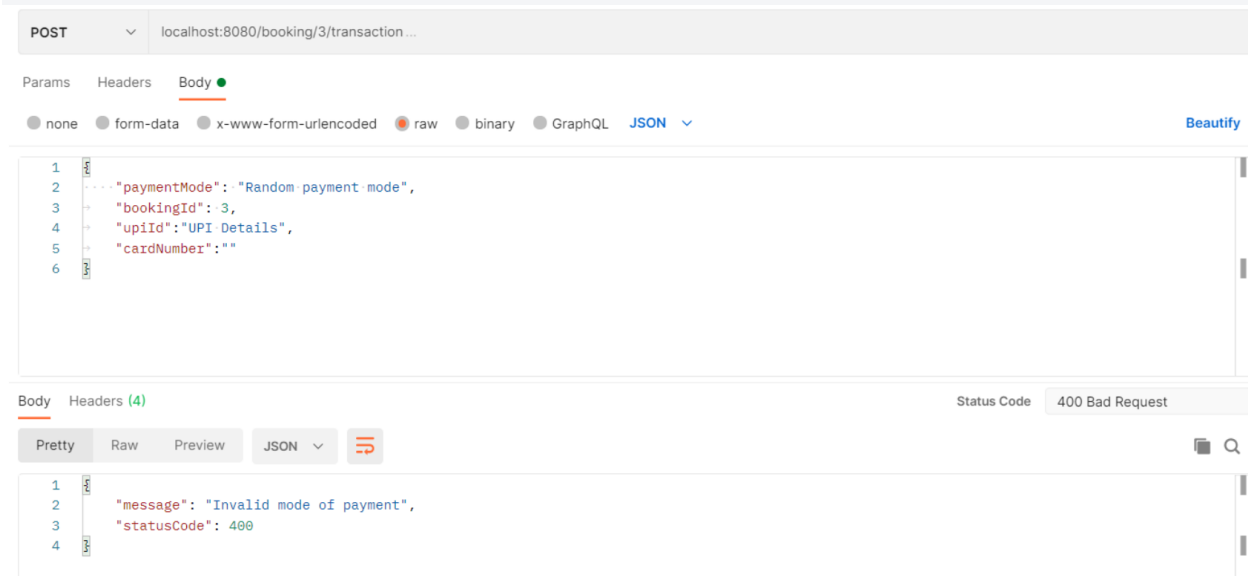 POST localhost:8080/booking/3/transaction ...
Params Headers Body
none form-data x-www-form-urlencoded raw binary GraphQL JSON Beautify
1 {
2 "paymentMode": "Random payment mode",
3 "bookingId": 3,
4 "upiId":"UPI Details",
5 "cardNumber":""
6 }
Body Headers (4) Status Code 400 Bad Request
Pretty Raw Preview JSON
1 {
2 "message": "Invalid mode of payment",
3 "statusCode": 400
4 }